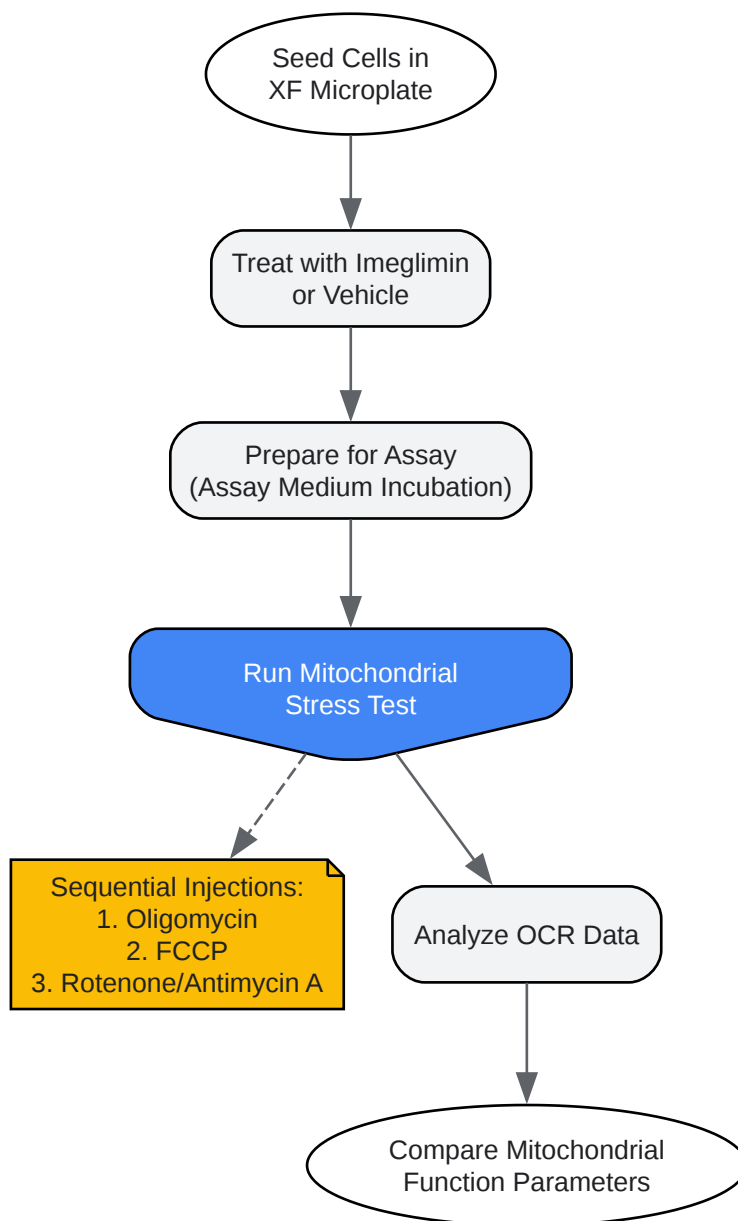 Seed Cells in
XF Microplate
Treat with Imeglimin
or Vehicle
Prepare for Assay
(Assay Medium Incubation)
Run Mitochondrial
Stress Test
Sequential Injections:
1. Oligomycin
2. FCCP
3. Rotenone/Antimycin A
Analyze OCR Data
Compare Mitochondrial
Function Parameters